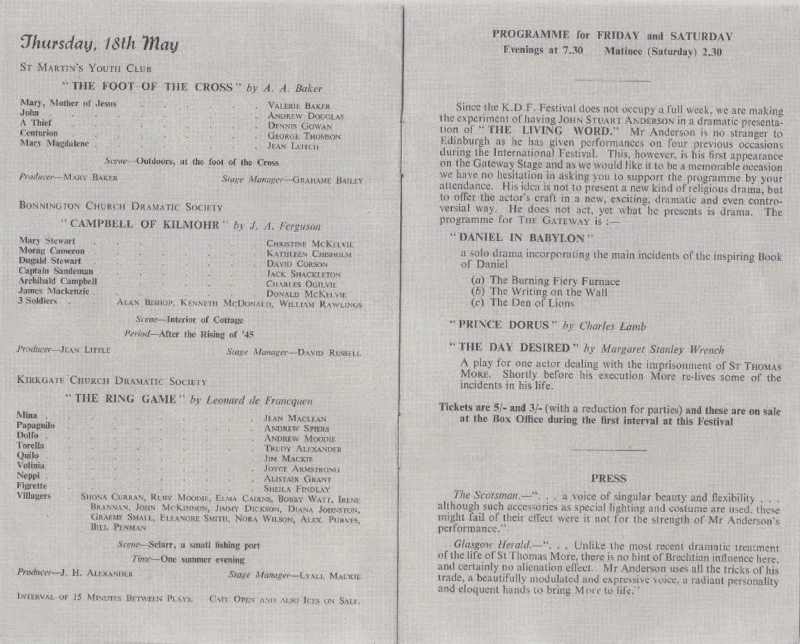 Thursday, 18th May
ST MARTIN'S YOUTH CLUB
"THE FOOT OF THE CROSS" by A. A. Baker
Mary, Mother of Jesus . . . . . . VALERIE BAKER
John . . . . . . ANDREW DOUGLAS
A Thief . . . . . . DENNIS GOWAN
Centurion . . . . . . GEORGE THOMSON
Mary Magdalene . . . . . . JEAN LEITCH
Scene—Outdoors, at the foot of the Cross
Producer—MARY BAKER Stage Manager—GRAHAME BAILEY
BONNINGTON CHURCH DRAMATIC SOCIETY
"CAMPBELL OF KILMOHR" by J. A. Ferguson
Mary Stewart . . . . . . CHRISTINE MCKELVIE
Morag Cameron . . . . . . KATHLEEN CHISHOLM
Dugald Stewart . . . . . . DAVID CORSON
Captain Sandeman . . . . . . JACK SHACKLETON
Archibald Campbell . . . . . . CHARLES OGILVIE
James Mackenzie . . . . . . DONALD MCKELVIE
3 Soldiers . ALAN BISHOP, KENNETH MCDONALD, WILLIAM RAWLINGS
Scene—Interior of Cottage
Period—After the Rising of '45
Producer—JEAN LITTLE Stage Manager—DAVID RUSSELL
KIRKGATE CHURCH DRAMATIC SOCIETY
"THE RING GAME" by Leonard de Francquen
Mina . . . . . . JEAN MACLEAN
Papagnilo . . . . . . ANDREW SPIERS
Dolfo . . . . . . ANDREW MOODIE
Torella . . . . . . TRUDY ALEXANDER
Quilo . . . . . . JIM MACKIE
Volinia . . . . . . JOYCE ARMSTRONG
Neppi . . . . . . ALISTAIR GRANT
Figrette . . . . . . SHEILA FINDLAY
Villagers . SHONA CURRAN, RUBY MOODIE, ELMA CAIRNS, BOBBY WATT, IRENE
BRANNAN, JOHN MCKINNON, JIMMY DICKSON, DIANA JOHNSTON,
GRAEME SMALL, ELEANORE SMITH, NORA WILSON, ALEX. PURVES,
BILL PENMAN
Scene—Sclarr, a small fishing port
Time—One summer evening
Producer—J. H. ALEXANDER Stage Manager—LYALL MACKIE
INTERVAL OF 15 MINUTES BETWEEN PLAYS. CAFE OPEN AND ALSO ICES ON SALE.
PROGRAMME for FRIDAY and SATURDAY
Evenings at 7.30 Matinee (Saturday) 2.30
Since the K.D.F. Festival does not occupy a full week, we are making
the experiment of having JOHN STUART ANDERSON in a dramatic presenta-
tion of "THE LIVING WORD." Mr Anderson is no stranger to
Edinburgh as he has given performances on four previous occasions
during the International Festival. This, however, is his first appearance
on the Gateway Stage and as we would like it to be a memorable occasion
we have no hesitation in asking you to support the programme by your
attendance. His idea is not to present a new kind of religious drama, but
to offer the actor's craft in a new, exciting, dramatic and even contro-
versial way. He does not act, yet what he presents is drama. The
programme for THE GATEWAY is :—
"DANIEL IN BABYLON"
a solo drama incorporating the main incidents of the inspiring Book
of Daniel
(a) The Burning Fiery Furnace
(b) The Writing on the Wall
(c) The Den of Lions
"PRINCE DORUS" by Charles Lamb
"THE DAY DESIRED" by Margaret Stanley Wrench
A play for one actor dealing with the imprisonment of ST THOMAS
MORE. Shortly before his execution More re-lives some of the
incidents in his life.
Tickets are 5/- and 3/- (with a reduction for parties) and these are on sale
at the Box Office during the first interval at this Festival
PRESS
The Scotsman.—". . . a voice of singular beauty and flexibility . . .
although such accessories as special lighting and costume are used, these
might fail of their effect were it not for the strength of Mr Anderson's
performance."
Glasgow Herald.—". . . Unlike the most recent dramatic treatment
of the life of St Thomas More, there is no hint of Brechtian influence here,
and certainly no alienation effect. Mr Anderson uses all the tricks of his
trade, a beautifully modulated and expressive voice, a radiant personality
and eloquent hands to bring More to life."